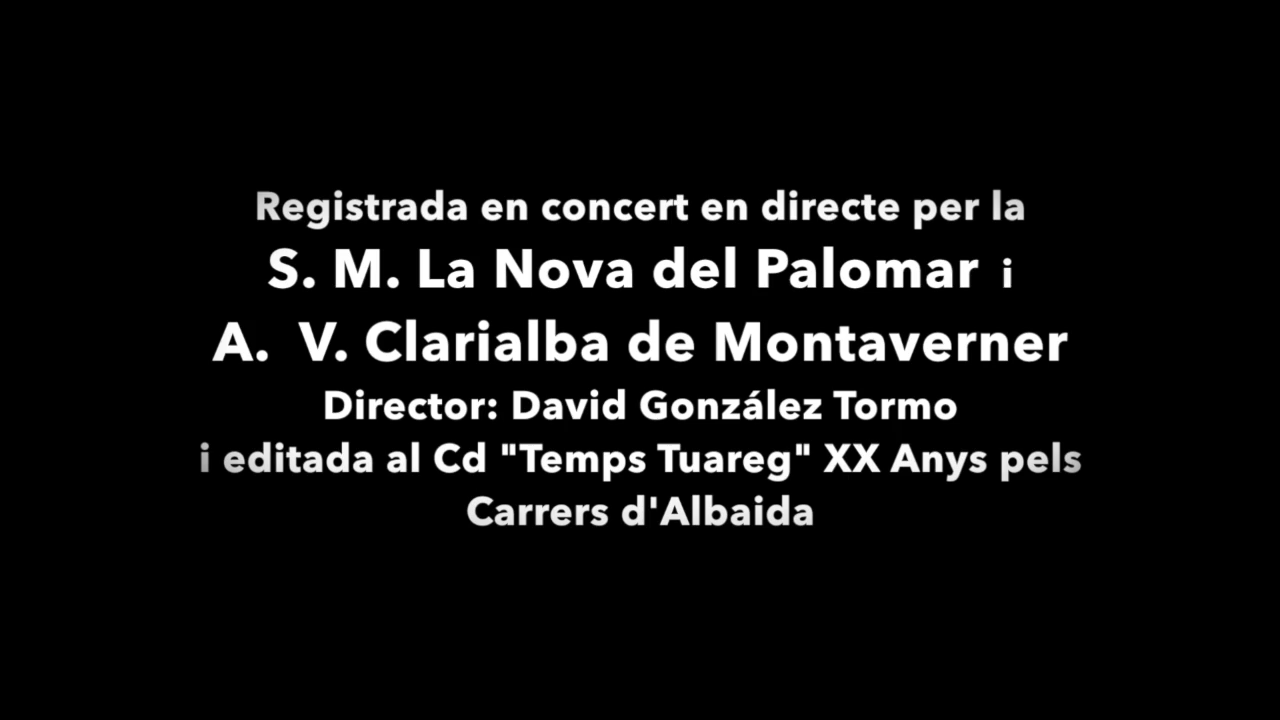 Registrada en concert en directe per la
S. M. La Nova del Palomar i
A. V. Clarialba de Montaverner
Director: David González Tormo
i editada al Cd "Temps Tuareg" XX Anys pels
Carrers d'Albaida